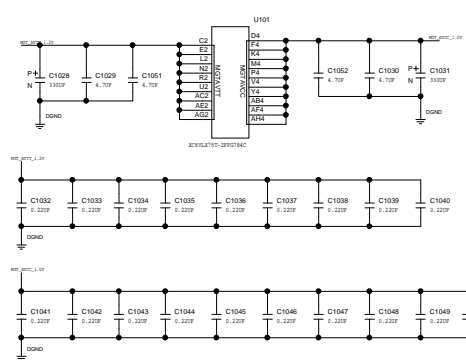 U101
MGT_AVTT_1.2V
C2
E2
L2
N2
R2
U2
AC2
AE2
AG2
MGTAVTT
MGTAVCC
D4
F4
K4
M4
P4
V4
Y4
AB4
AF4
AH4
P+
N
C1028
330UF
C1029
4.7UF
C1051
4.7UF
C1052
4.7UF
C1030
4.7UF
P+
N
C1031
330UF
DGND
DGND
XC6VLX75T-2FFG784C
C1032
0.22UF
C1033
0.22UF
C1034
0.22UF
C1035
0.22UF
C1036
0.22UF
C1037
0.22UF
C1038
0.22UF
C1039
0.22UF
C1040
0.22UF
DGND
C1041
0.22UF
C1042
0.22UF
C1043
0.22UF
C1044
0.22UF
C1045
0.22UF
C1046
0.22UF
C1047
0.22UF
C1048
0.22UF
C1049
0.22UF
DGND